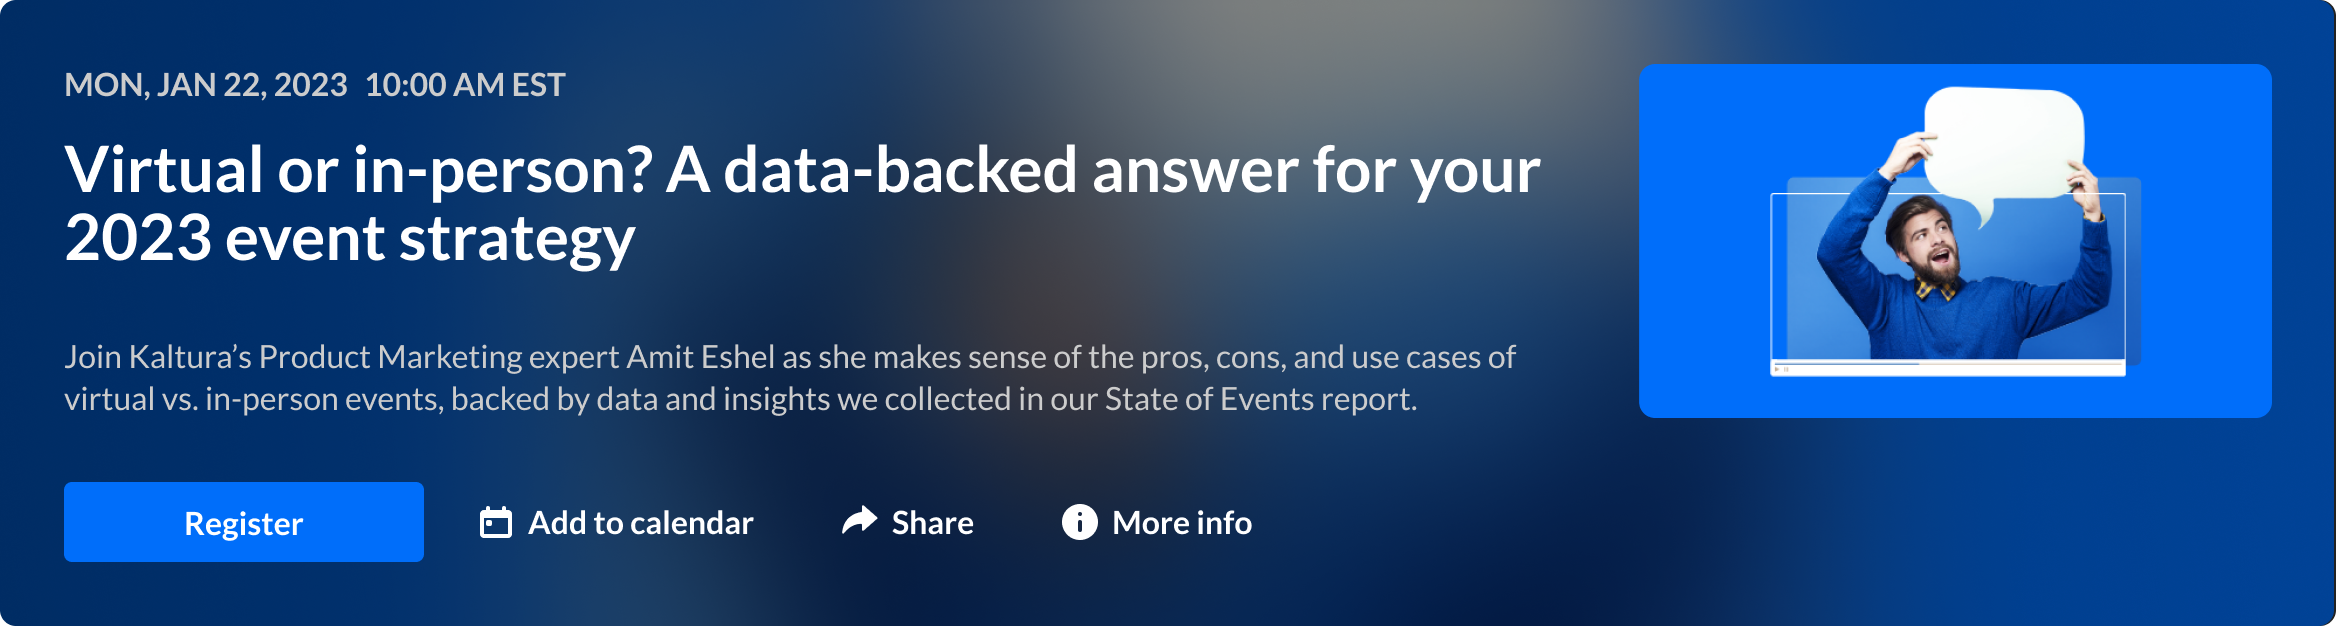 MON, JAN 22, 2023  10:00 AM EST
Virtual or in-person? A data-backed answer for your
2023 event strategy
Join Kaltura’s Product Marketing expert Amit Eshel as she makes sense of the pros, cons, and use cases of
virtual vs. in-person events, backed by data and insights we collected in our State of Events report.
Register
Add to calendar
Share
More info